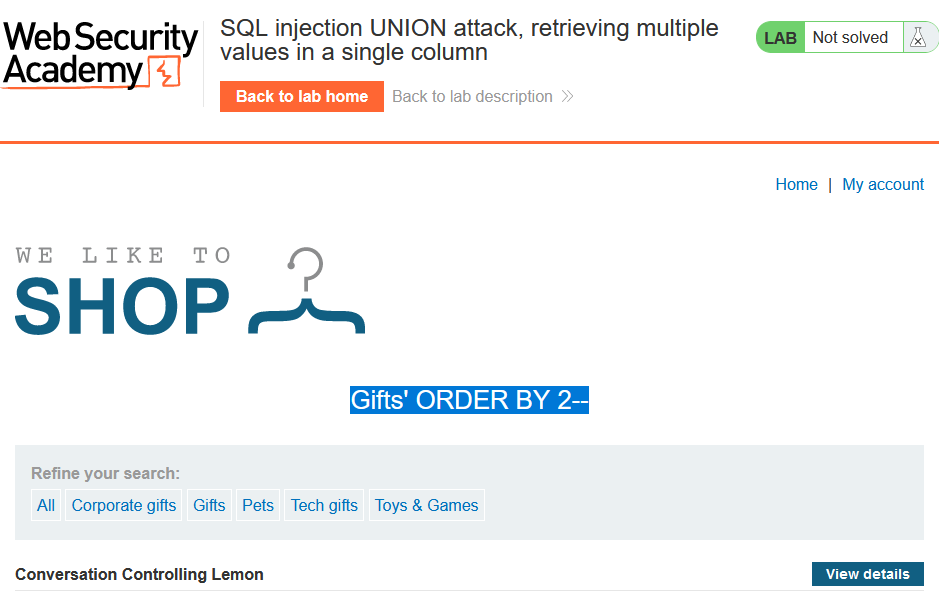 Web Security
Academy
SQL injection UNION attack, retrieving multiple
values in a single column
Back to lab home
Back to lab description
LAB
Not solved
Home | My account
WE LIKE TO
SHOP
Gifts' ORDER BY 2--
Refine your search:
All
Corporate gifts
Gifts
Pets
Tech gifts
Toys & Games
Conversation Controlling Lemon
View details